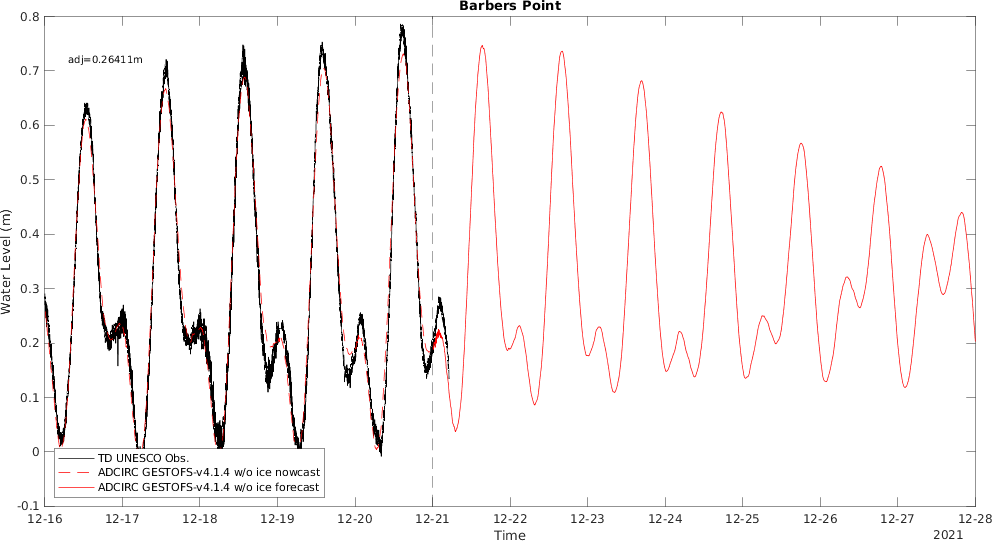 Barbers Point
adj=0.26411m
Water Level (m)
0.8
0.7
0.6
0.5
0.4
0.3
0.2
0.1
0
-0.1
TD UNESCO Obs.
ADCIRC GESTOFS-v4.1.4 w/o ice nowcast
ADCIRC GESTOFS-v4.1.4 w/o ice forecast
12-16 12-17 12-18 12-19 12-20 12-21 12-22 12-23 12-24 12-25 12-26 12-27 12-28
Time
2021